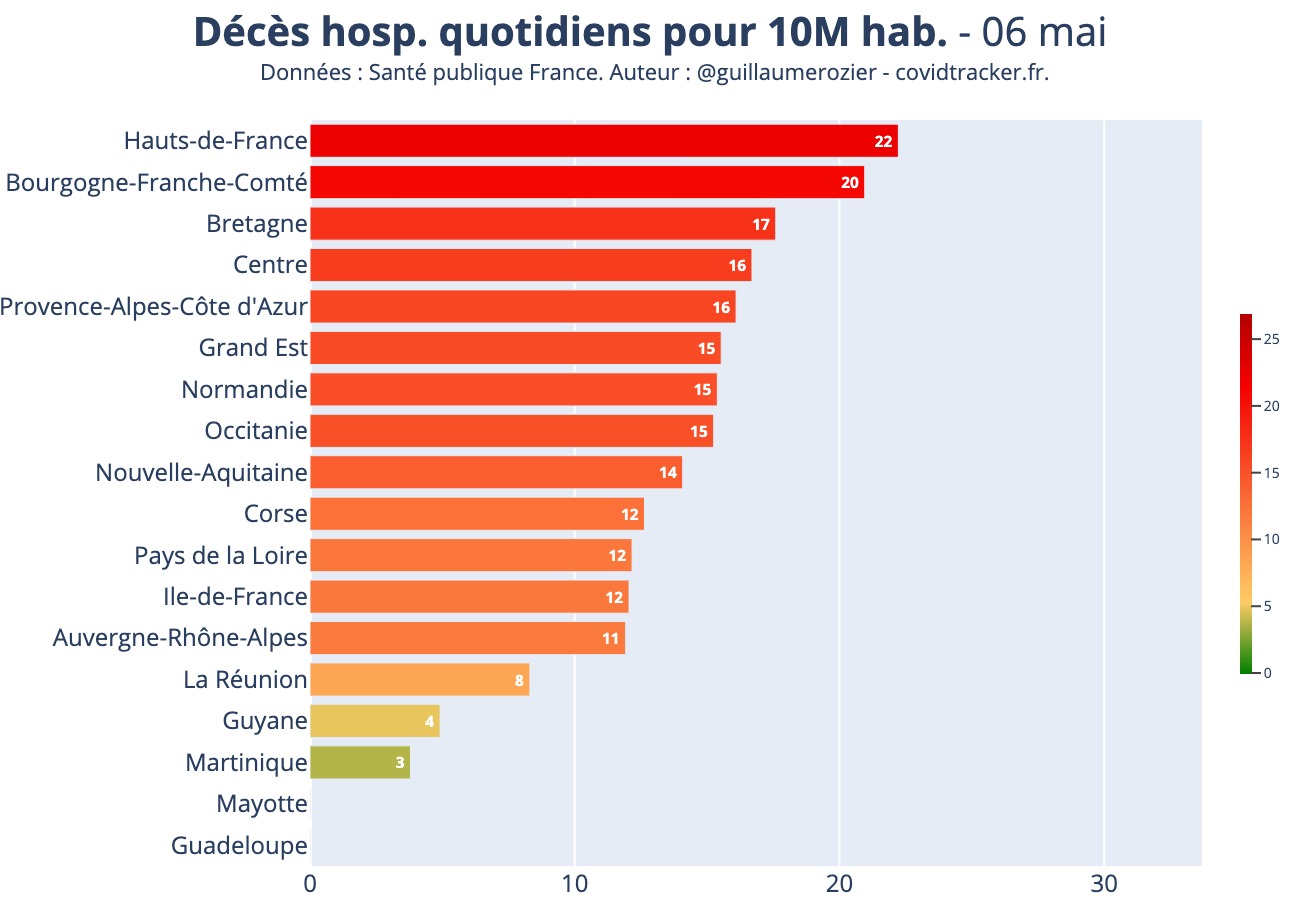 Décès hosp. quotidiens pour 10M hab. - 06 mai
Données : Santé publique France. Auteur : @guillaumerozier - covidtracker.fr.
Hauts-de-France 22
Bourgogne-Franche-Comté 20
Bretagne 17
Centre 16
Provence-Alpes-Côte d'Azur 16
Grand Est 15
Normandie 15
Occitanie 15
Nouvelle-Aquitaine 14
Corse 12
Pays de la Loire 12
Ile-de-France 12
Auvergne-Rhône-Alpes 11
La Réunion 8
Guyane 4
Martinique 3
Mayotte
Guadeloupe
0 10 20 30
25
20
15
10
5
0